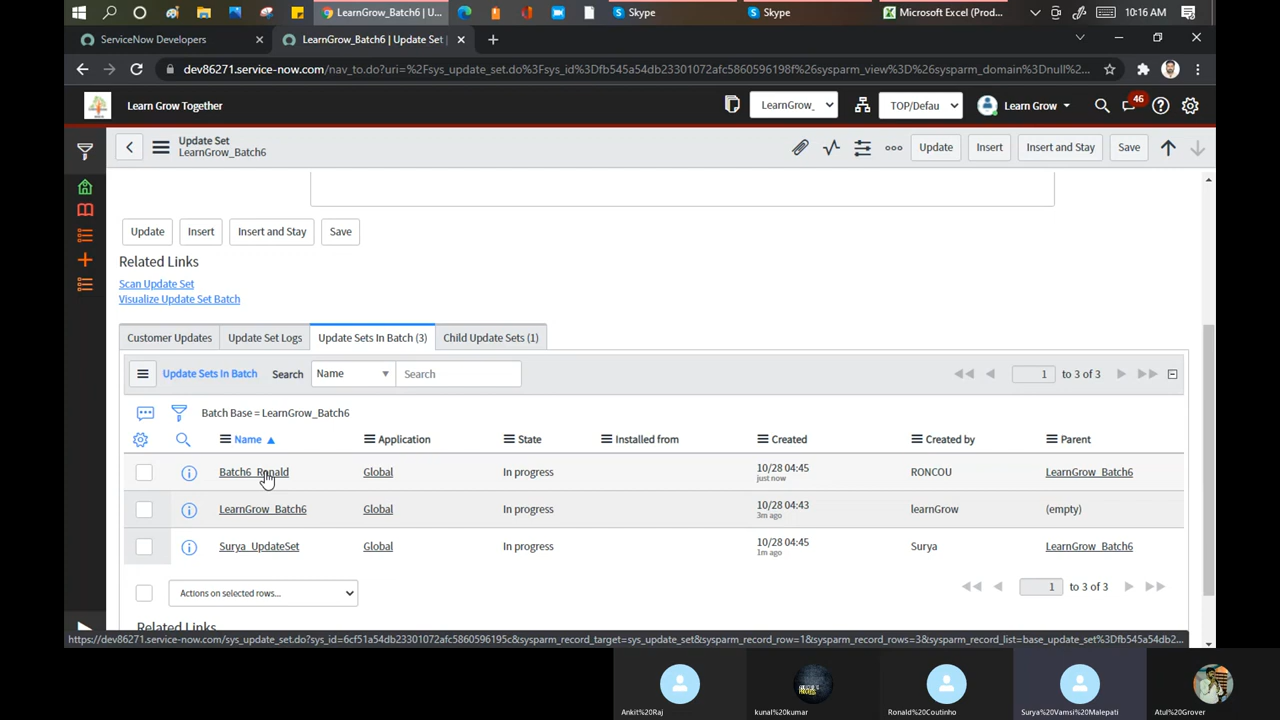 LearnGrow_Batch6 | U...
Skype
Skype
Microsoft Excel (Prod...
10:16 AM
ServiceNow Developers
LearnGrow_Batch6 | Update Set |
dev86271.service-now.com/nav_to.do?uri=%2Fsys_update_set.do%3Fsys_id%3Dfb545a54db23301072afc5860596198f%26sysparm_view%3D%26sysparm_domain%3Dnull%2...
Learn Grow Together
LearnGrow_
TOP/Defau
Learn Grow
46
Update Set
LearnGrow_Batch6
Update
Insert
Insert and Stay
Save
Update
Insert
Insert and Stay
Save
Related Links
Scan Update Set
Visualize Update Set Batch
Customer Updates
Update Set Logs
Update Sets In Batch (3)
Child Update Sets (1)
Update Sets In Batch
Search
Name
Search
1 to 3 of 3
Batch Base = LearnGrow_Batch6
Name
Application
State
Installed from
Created
Created by
Parent
Batch6_Ronald Global In progress 10/28 04:45 RONCOU LearnGrow_Batch6
just now
LearnGrow_Batch6 Global In progress 10/28 04:43 learnGrow (empty)
3m ago
Surya_UpdateSet Global In progress 10/28 04:45 Surya LearnGrow_Batch6
1m ago
Actions on selected rows...
1 to 3 of 3
Related Links
https://dev86271.service-now.com/sys_update_set.do?sys_id=6cf51a54db23301072afc5860596195c&sysparm_record_target=sys_update_set&sysparm_record_row=1&sysparm_record_rows=3&sysparm_record_list=base_update_set%3Dfb545a54db2...
Ankit%20Raj
kunal%20kumar
Ronald%20Coutinho
Surya%20Vamsi%20Malepati
Atul%20Grover